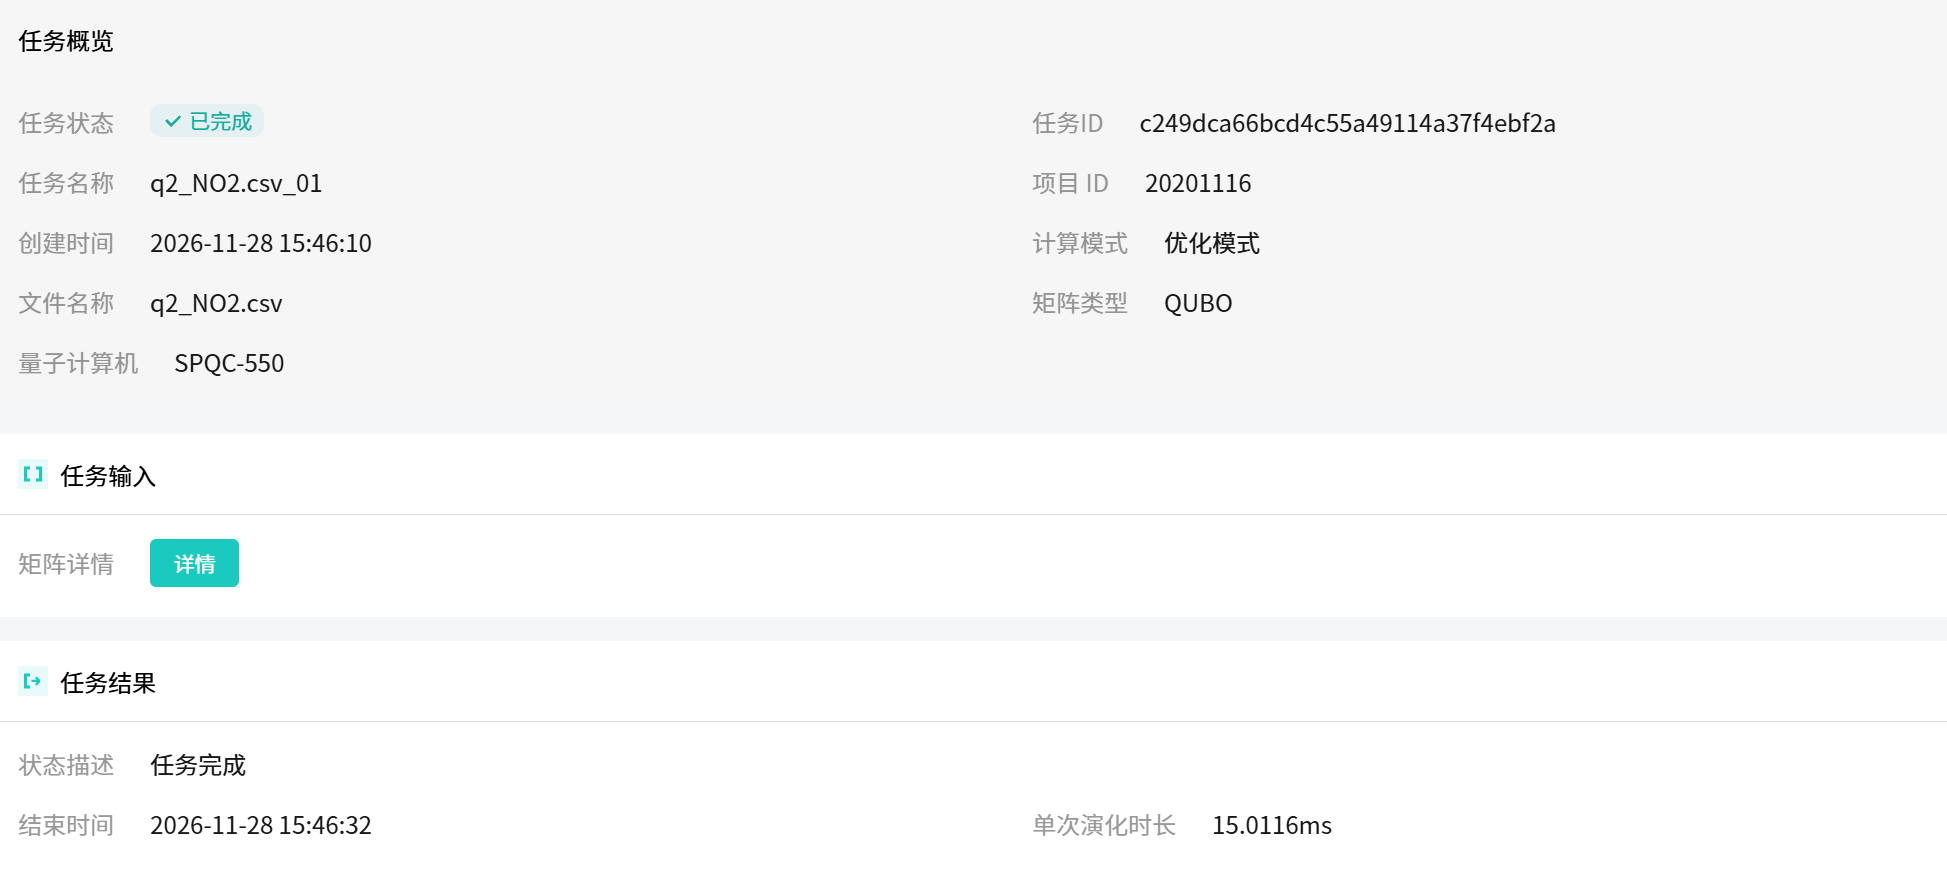 任务概览
任务状态 已完成 任务ID c249dca66bcd4c55a49114a37f4ebf2a
任务名称 q2_NO2.csv_01 项目 ID 20201116
创建时间 2026-11-28 15:46:10 计算模式 优化模式
文件名称 q2_NO2.csv 矩阵类型 QUBO
量子计算机 SPQC-550
任务输入
矩阵详情 详情
任务结果
状态描述 任务完成
结束时间 2026-11-28 15:46:32 单次演化时长 15.0116ms